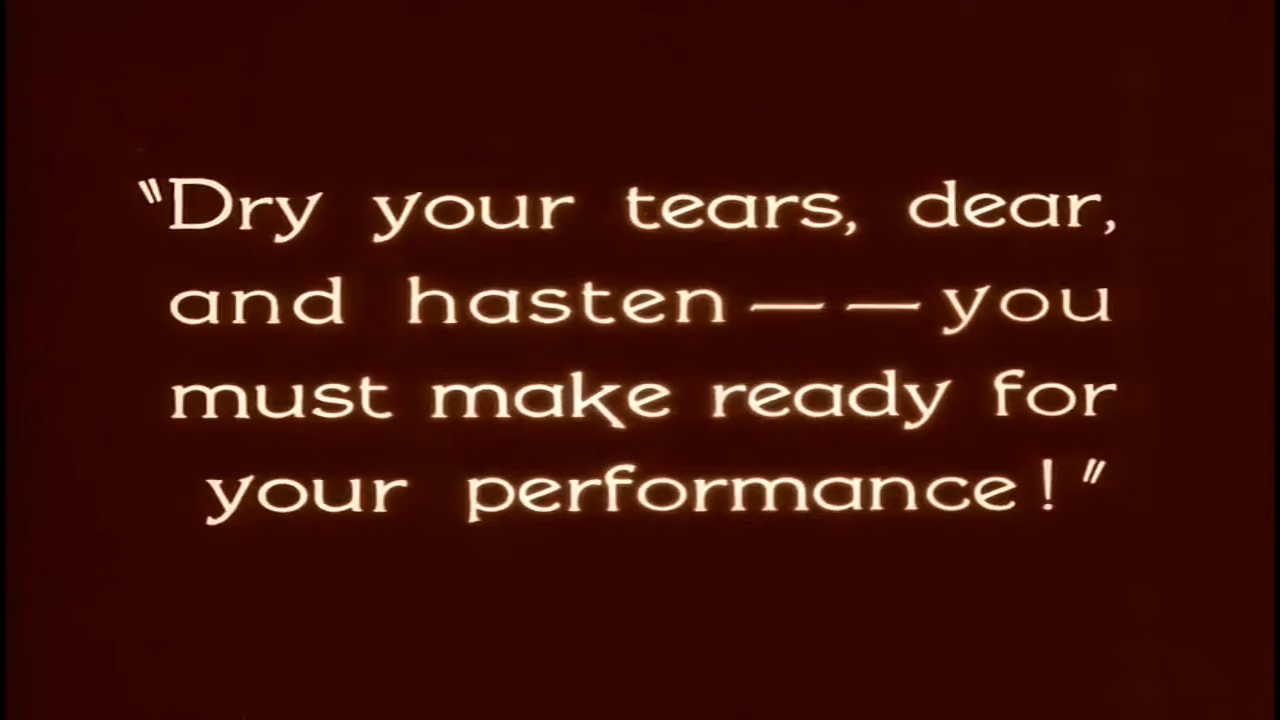 "Dry your tears, dear,
and hasten — — you
must make ready for
your performance!"